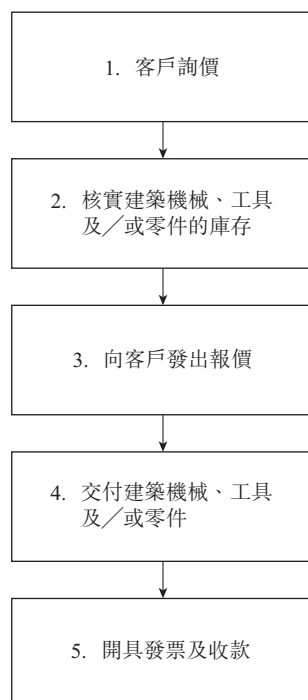 1. 客戶詢價
2. 核實建築機械、工具
及／或零件的庫存
3. 向客戶發出報價
4. 交付建築機械、工具
及／或零件
5. 開具發票及收款